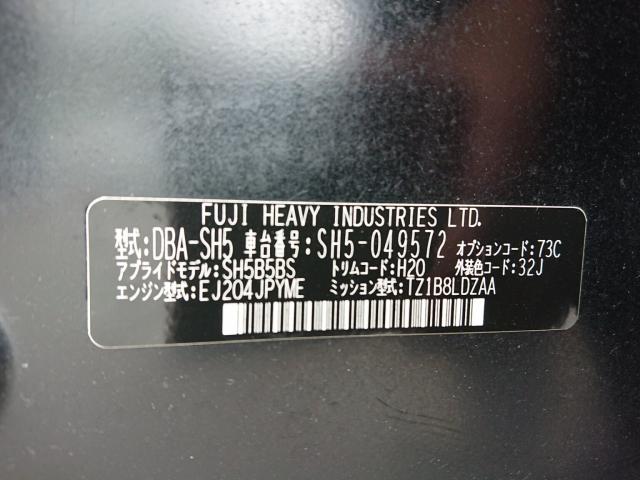 FUJI HEAVY INDUSTRIES LTD.
型式:DBA-SH5 車台番号:SH5-049572 オプションコード:73C
アプライドモデル:SH5B5BS トリムコード:H20 外装色コード:32J
エンジン型式:EJ204JPYME ミッション型式:TZ1B8LDZAA